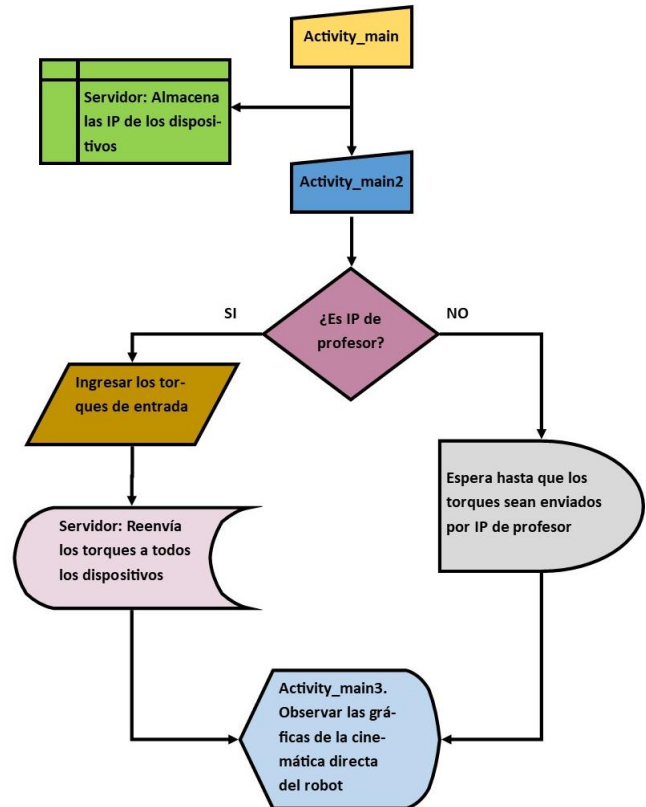 Activity_main
Servidor: Almacena
las IP de los disposi-
tivos
Activity_main2
¿Es IP de
profesor?
SI
NO
Ingresar los tor-
ques de entrada
Espera hasta que los
torques sean enviados
por IP de profesor
Servidor: Reenvía
los torques a todos
los dispositivos
Activity_main3.
Observar las grá-
ficas de la cine-
mática directa
del robot